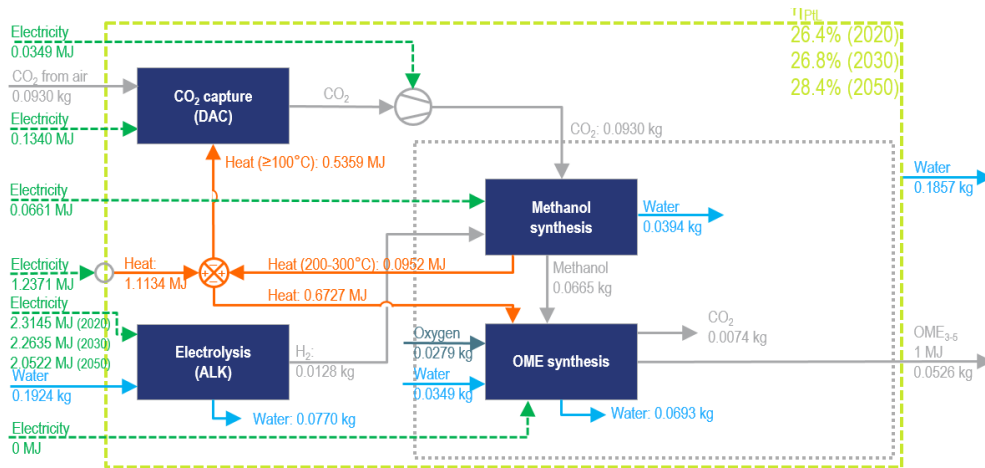 ηPtL
26.4% (2020)
26.8% (2030)
28.4% (2050)
Electricity
0.0349 MJ
CO₂ from air
0.0930 kg
Electricity
0.1340 MJ
CO₂ capture
(DAC)
CO₂
CO₂: 0.0930 kg
Heat (≥100°C): 0.5359 MJ
Electricity
0.0661 MJ
Methanol
synthesis
Water
0.0394 kg
Water
0.1857 kg
Electricity
1.2371 MJ
Heat:
1.1134 MJ
Heat (200-300°C): 0.0952 MJ
Methanol
0.0665 kg
Heat: 0.6727 MJ
Electricity
2.3145 MJ (2020)
2.2635 MJ (2030)
2.0522 MJ (2050)
Water
0.1924 kg
Electrolysis
(ALK)
H₂:
0.0128 kg
Water: 0.0770 kg
Oxygen
0.0279 kg
Water
0.0349 kg
OME synthesis
CO₂
0.0074 kg
OME₃₋₅
1 MJ
0.0526 kg
Water: 0.0693 kg
Electricity
0 MJ